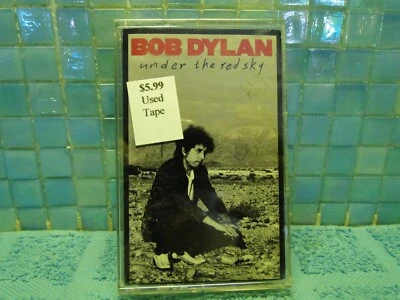 BOB DYLAN
under the red sky
$5.99
Used
Tape